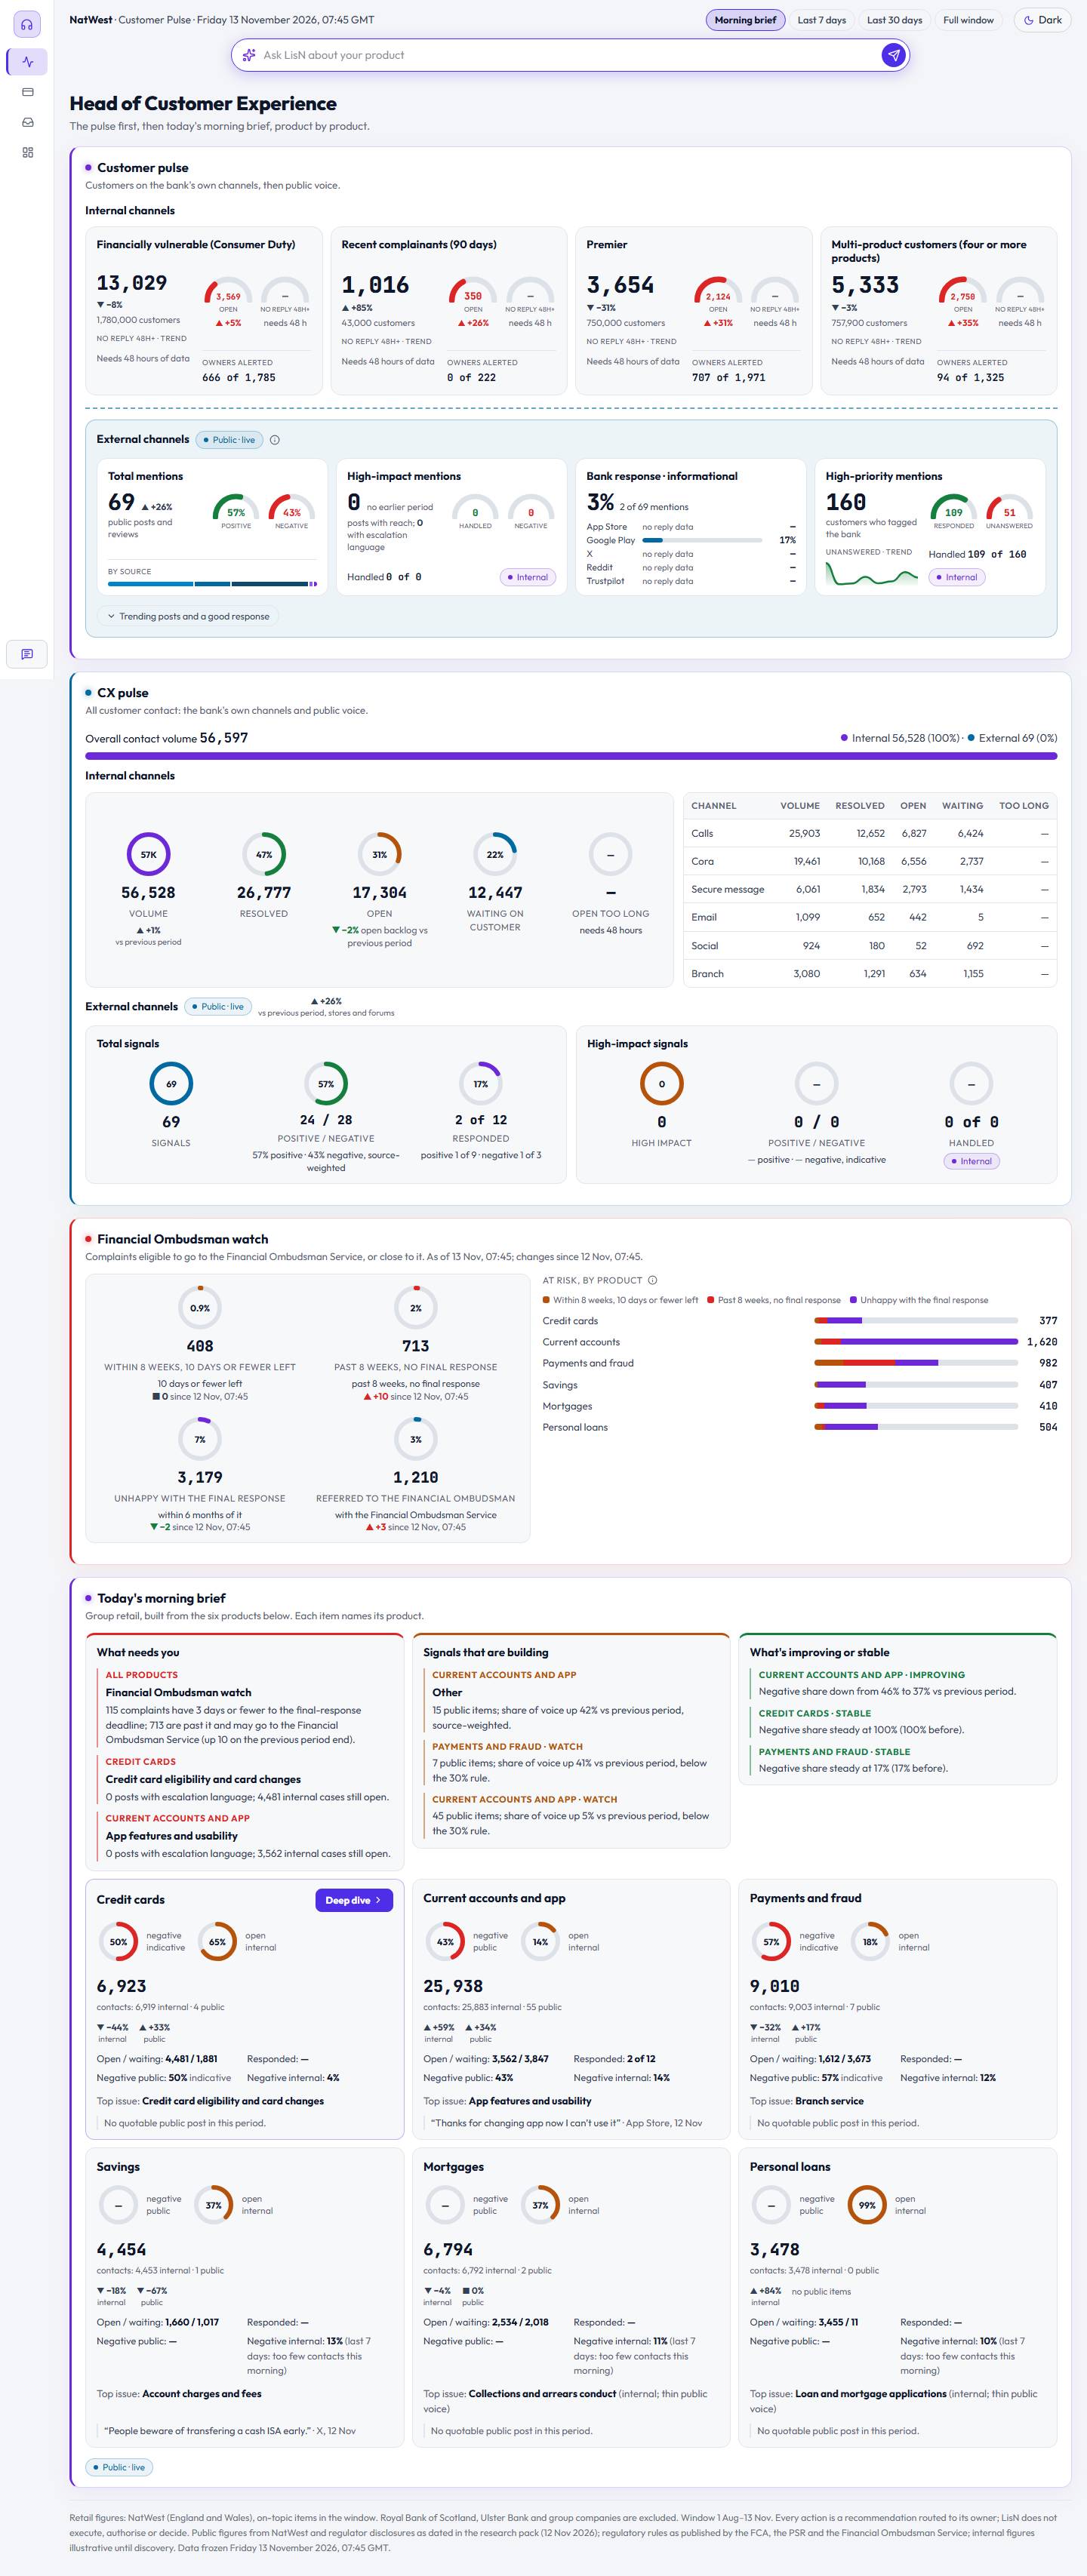 NatWest · Customer Pulse · Friday 13 November 2026, 07:45 GMT
Morning brief
Last 7 days
Last 30 days
Full window
Dark
Ask LisN about your product
Head of Customer Experience
The pulse first, then today's morning brief, product by product.
Customer pulse
Customers on the bank's own channels, then public voice.
Internal channels
Financially vulnerable (Consumer Duty)
13,029
▼ −8%
1,780,000 customers
NO REPLY 48H+ · TREND
Needs 48 hours of data
3,569
OPEN
▲ +5%
—
NO REPLY 48H+
needs 48 h
OWNERS ALERTED
666 of 1,785
Recent complainants (90 days)
1,016
▲ +85%
43,000 customers
NO REPLY 48H+ · TREND
Needs 48 hours of data
350
OPEN
▲ +26%
—
NO REPLY 48H+
needs 48 h
OWNERS ALERTED
0 of 222
Premier
3,654
▼ −31%
750,000 customers
NO REPLY 48H+ · TREND
Needs 48 hours of data
2,124
OPEN
▲ +31%
—
NO REPLY 48H+
needs 48 h
OWNERS ALERTED
707 of 1,971
Multi-product customers (four or more
products)
5,333
▼ −3%
757,900 customers
NO REPLY 48H+ · TREND
Needs 48 hours of data
2,750
OPEN
▲ +35%
—
NO REPLY 48H+
needs 48 h
OWNERS ALERTED
94 of 1,325
External channels
Public · live
Total mentions
69 ▲ +26%
public posts and
reviews
57%
POSITIVE
43%
NEGATIVE
BY SOURCE
High-impact mentions
0 no earlier period
posts with reach; 0
with escalation
language
0
HANDLED
0
NEGATIVE
Handled 0 of 0
Internal
Bank response · informational
3% 2 of 69 mentions
App Store no reply data —
Google Play 17%
X no reply data —
Reddit no reply data —
Trustpilot no reply data —
High-priority mentions
160
customers who tagged
the bank
109
RESPONDED
51
UNANSWERED
UNANSWERED · TREND
Handled 109 of 160
Internal
Trending posts and a good response
CX pulse
All customer contact: the bank's own channels and public voice.
Overall contact volume 56,597
Internal 56,528 (100%) · External 69 (0%)
Internal channels
57K
56,528
VOLUME
▲ +1%
vs previous period
47%
26,777
RESOLVED
31%
17,304
OPEN
▼ −2% open backlog vs
previous period
22%
12,447
WAITING ON
CUSTOMER
—
—
OPEN TOO LONG
needs 48 hours
CHANNEL VOLUME RESOLVED OPEN WAITING TOO LONG
Calls 25,903 12,652 6,827 6,424 —
Cora 19,461 10,168 6,556 2,737 —
Secure message 6,061 1,834 2,793 1,434 —
Email 1,099 652 442 5 —
Social 924 180 52 692 —
Branch 3,080 1,291 634 1,155 —
External channels
Public · live
▲ +26%
vs previous period, stores and forums
Total signals
69
69
SIGNALS
57%
24 / 28
POSITIVE / NEGATIVE
57% positive · 43% negative, source-
weighted
17%
2 of 12
RESPONDED
positive 1 of 9 · negative 1 of 3
High-impact signals
0
0
HIGH IMPACT
—
0 / 0
POSITIVE / NEGATIVE
— positive · — negative, indicative
—
0 of 0
HANDLED
Internal
Financial Ombudsman watch
Complaints eligible to go to the Financial Ombudsman Service, or close to it. As of 13 Nov, 07:45; changes since 12 Nov, 07:45.
0.9%
408
WITHIN 8 WEEKS, 10 DAYS OR FEWER LEFT
10 days or fewer left
■ 0 since 12 Nov, 07:45
2%
713
PAST 8 WEEKS, NO FINAL RESPONSE
past 8 weeks, no final response
▲ +10 since 12 Nov, 07:45
7%
3,179
UNHAPPY WITH THE FINAL RESPONSE
within 6 months of it
▼ −2 since 12 Nov, 07:45
3%
1,210
REFERRED TO THE FINANCIAL OMBUDSMAN
with the Financial Ombudsman Service
▲ +3 since 12 Nov, 07:45
AT RISK, BY PRODUCT
Within 8 weeks, 10 days or fewer left Past 8 weeks, no final response Unhappy with the final response
Credit cards 377
Current accounts 1,620
Payments and fraud 982
Savings 407
Mortgages 410
Personal loans 504
Today's morning brief
Group retail, built from the six products below. Each item names its product.
What needs you
ALL PRODUCTS
Financial Ombudsman watch
115 complaints have 3 days or fewer to the final-response
deadline; 713 are past it and may go to the Financial
Ombudsman Service (up 10 on the previous period end).
CREDIT CARDS
Credit card eligibility and card changes
0 posts with escalation language; 4,481 internal cases still open.
CURRENT ACCOUNTS AND APP
App features and usability
0 posts with escalation language; 3,562 internal cases still open.
Signals that are building
CURRENT ACCOUNTS AND APP
Other
15 public items; share of voice up 42% vs previous period,
source-weighted.
PAYMENTS AND FRAUD · WATCH
7 public items; share of voice up 41% vs previous period, below
the 30% rule.
CURRENT ACCOUNTS AND APP · WATCH
45 public items; share of voice up 5% vs previous period, below
the 30% rule.
What's improving or stable
CURRENT ACCOUNTS AND APP · IMPROVING
Negative share down from 46% to 37% vs previous period.
CREDIT CARDS · STABLE
Negative share steady at 100% (100% before).
PAYMENTS AND FRAUD · STABLE
Negative share steady at 17% (17% before).
Credit cards
Deep dive
50%
negative
indicative
65%
open
internal
6,923
contacts: 6,919 internal · 4 public
▼ −44% ▲ +33%
internal public
Open / waiting: 4,481 / 1,881 Responded: —
Negative public: 50% indicative Negative internal: 4%
Top issue: Credit card eligibility and card changes
No quotable public post in this period.
Current accounts and app
43%
negative
public
14%
open
internal
25,938
contacts: 25,883 internal · 55 public
▲ +59% ▲ +34%
internal public
Open / waiting: 3,562 / 3,847 Responded: 2 of 12
Negative public: 43% Negative internal: 14%
Top issue: App features and usability
“Thanks for changing app now I can't use it” · App Store, 12 Nov
Payments and fraud
57%
negative
indicative
18%
open
internal
9,010
contacts: 9,003 internal · 7 public
▼ −32% ▲ +17%
internal public
Open / waiting: 1,612 / 3,673 Responded: —
Negative public: 57% indicative Negative internal: 12%
Top issue: Branch service
No quotable public post in this period.
Savings
—
negative
public
37%
open
internal
4,454
contacts: 4,453 internal · 1 public
▼ −18% ▼ −67%
internal public
Open / waiting: 1,660 / 1,017 Responded: —
Negative public: — Negative internal: 13% (last 7
days: too few contacts this
morning)
Top issue: Account charges and fees
“People beware of transfering a cash ISA early.” · X, 12 Nov
Mortgages
—
negative
public
37%
open
internal
6,794
contacts: 6,792 internal · 2 public
▼ −4% ■ 0%
internal public
Open / waiting: 2,534 / 2,018 Responded: —
Negative public: — Negative internal: 11% (last 7
days: too few contacts this
morning)
Top issue: Collections and arrears conduct (internal; thin public
voice)
No quotable public post in this period.
Personal loans
—
negative
public
99%
open
internal
3,478
contacts: 3,478 internal · 0 public
▲ +84% no public items
internal
Open / waiting: 3,455 / 11 Responded: —
Negative public: — Negative internal: 10% (last 7
days: too few contacts this
morning)
Top issue: Loan and mortgage applications (internal; thin public
voice)
No quotable public post in this period.
Public · live
Retail figures: NatWest (England and Wales), on-topic items in the window. Royal Bank of Scotland, Ulster Bank and group companies are excluded. Window 1 Aug–13 Nov. Every action is a recommendation routed to its owner; LisN does not
execute, authorise or decide. Public figures from NatWest and regulator disclosures as dated in the research pack (12 Nov 2026); regulatory rules as published by the FCA, the PSR and the Financial Ombudsman Service; internal figures
illustrative until discovery. Data frozen Friday 13 November 2026, 07:45 GMT.